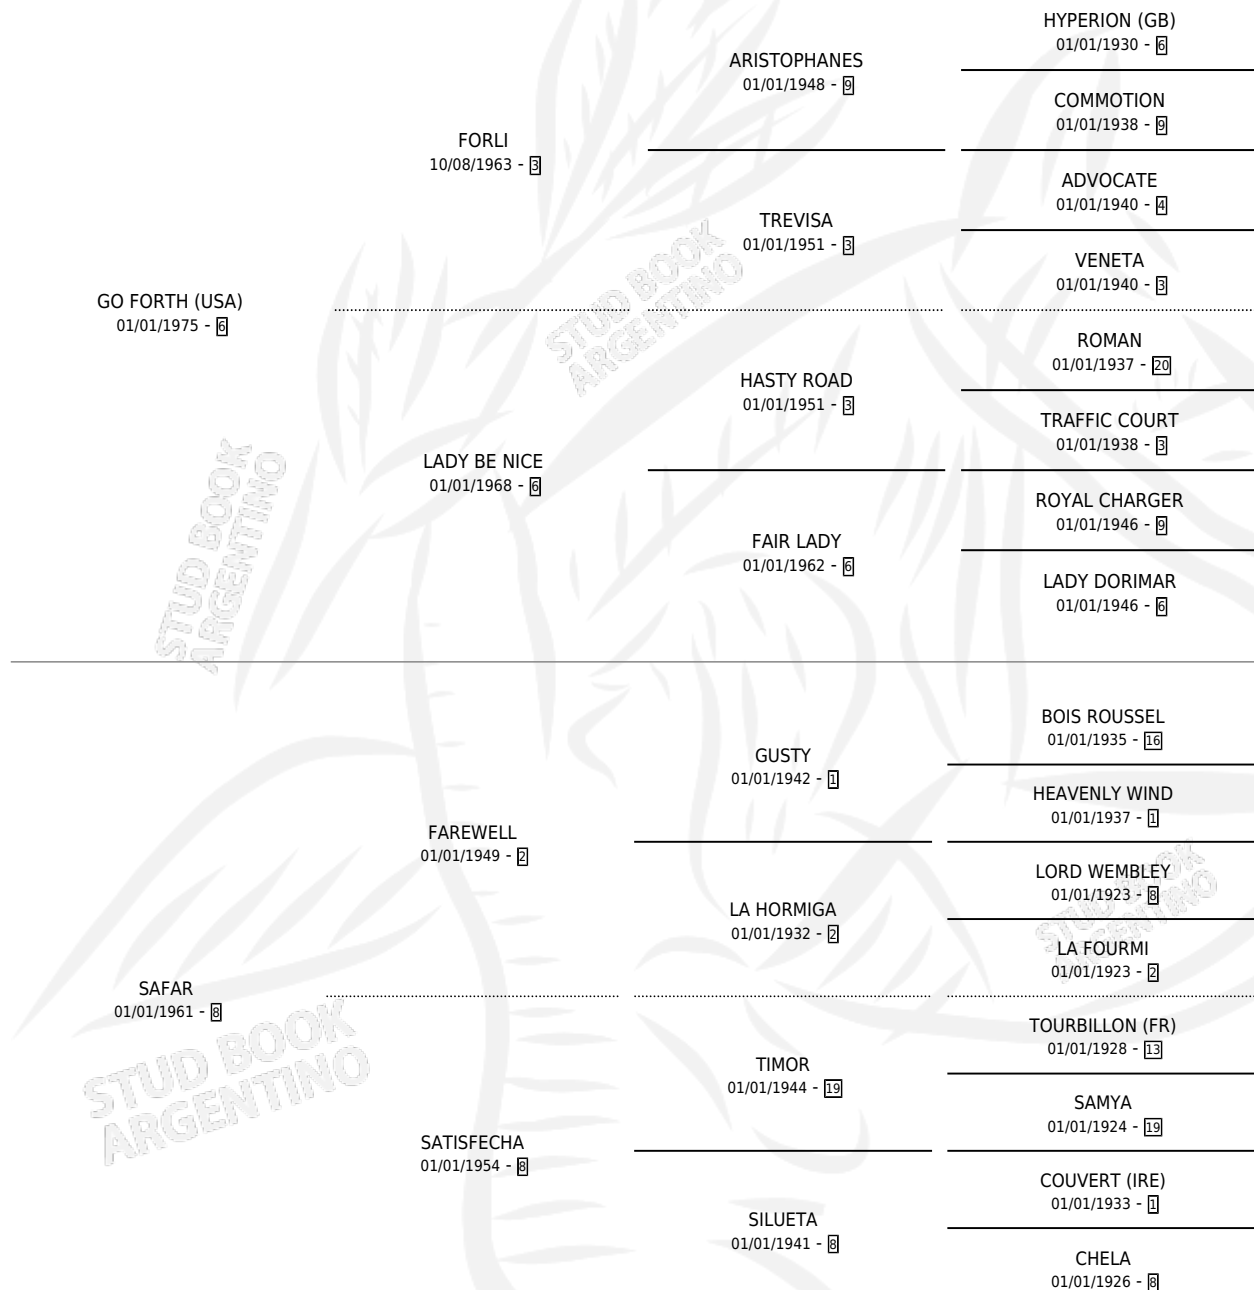 HYPERION (GB)
01/01/1930 - 6
ARISTOPHANES
01/01/1948 - 9
COMMOTION
01/01/1938 - 9
FORLI
10/08/1963 - 3
ADVOCATE
01/01/1940 - 4
TREVISA
01/01/1951 - 3
VENETA
01/01/1940 - 3
GO FORTH (USA)
01/01/1975 - 6
ROMAN
01/01/1937 - 20
HASTY ROAD
01/01/1951 - 3
TRAFFIC COURT
01/01/1938 - 3
LADY BE NICE
01/01/1968 - 6
ROYAL CHARGER
01/01/1946 - 9
FAIR LADY
01/01/1962 - 6
LADY DORIMAR
01/01/1946 - 6
BOIS ROUSSEL
01/01/1935 - 16
GUSTY
01/01/1942 - 1
HEAVENLY WIND
01/01/1937 - 1
FAREWELL
01/01/1949 - 2
LORD WEMBLEY
01/01/1923 - 8
LA HORMIGA
01/01/1932 - 2
LA FOURMI
01/01/1923 - 2
SAFAR
01/01/1961 - 8
TOURBILLON (FR)
01/01/1928 - 13
TIMOR
01/01/1944 - 19
SAMYA
01/01/1924 - 19
SATISFECHA
01/01/1954 - 8
COUVERT (IRE)
01/01/1933 - 1
SILUETA
01/01/1941 - 8
CHELA
01/01/1926 - 8
STUD BOOK
ARGENTINO
STUD BOOK
ARGENTINO
STUD BOOK
ARGENTINO
STUD BOOK
ARGENTINO